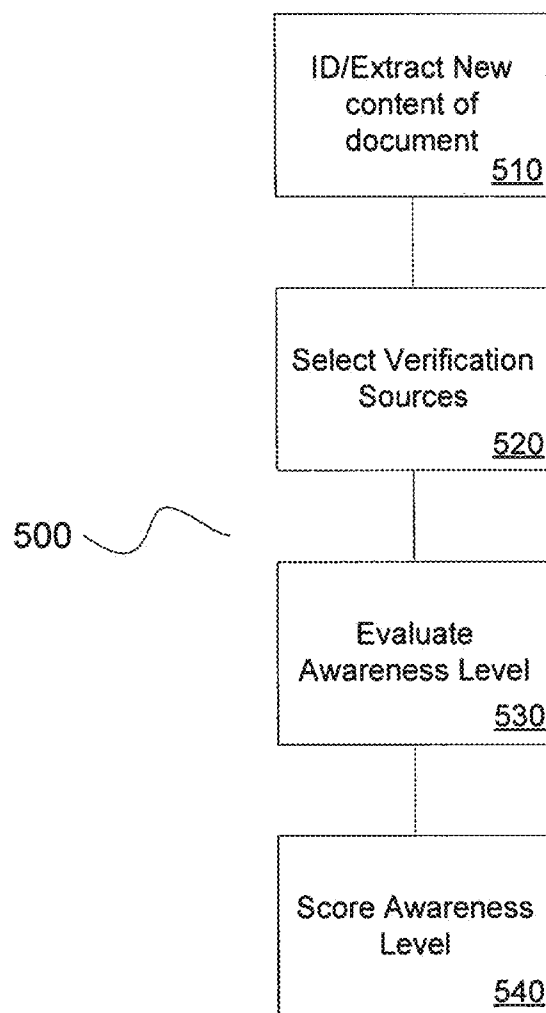 ID/Extract New
content of
document
510
Select Verification
Sources
520
500
Evaluate
Awareness Level
530
Score Awareness
Level
540